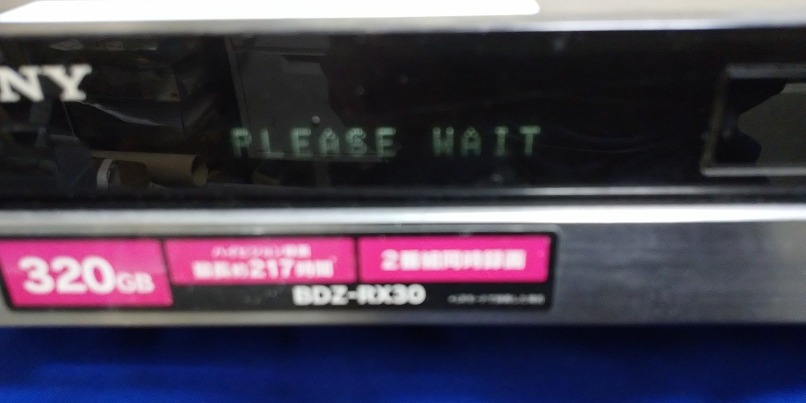 NY
PLEASE WAIT
320GB
ハイビジョン録画
最長約217時間
2番組同時録画
BDZ-RX30